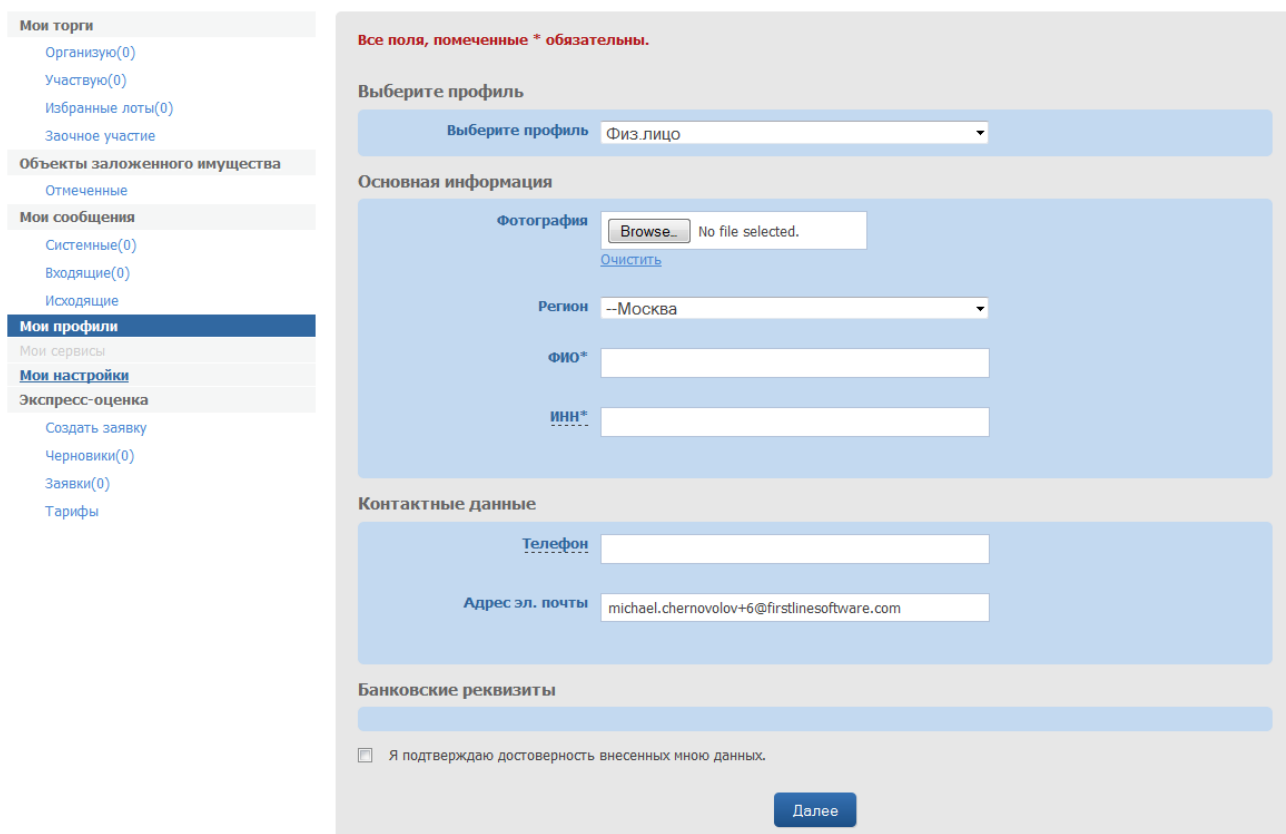 Мои торги
Организую(0)
Участвую(0)
Избранные лоты(0)
Заочное участие
Объекты заложенного имущества
Отмеченные
Мои сообщения
Системные(0)
Входящие(0)
Исходящие
Мои профили
Мои сервисы
Мои настройки
Экспресс-оценка
Создать заявку
Черновики(0)
Заявки(0)
Тарифы
Все поля, помеченные * обязательны.
Выберите профиль
Выберите профиль Физ.лицо
Основная информация
Фотография Browse... No file selected.
Очистить
Регион --Москва
ФИО*
ИНН*
Контактные данные
Телефон
Адрес эл. почты michael.chernovolov+6@firstlinesoftware.com
Банковские реквизиты
Я подтверждаю достоверность внесенных мною данных.
Далее